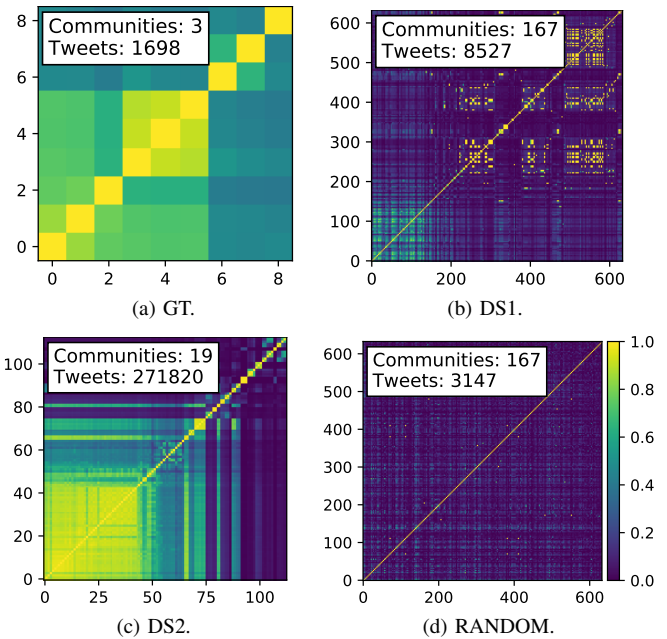 Communities: 3
Tweets: 1698
8
6
4
2
0
0 2 4 6 8
(a) GT.
Communities: 167
Tweets: 8527
600
500
400
300
200
100
0
0 200 400 600
(b) DS1.
Communities: 19
Tweets: 271820
100
80
60
40
20
0
0 25 50 75 100
(c) DS2.
Communities: 167
Tweets: 3147
600
500
400
300
200
100
0
0 200 400 600
1.0
0.8
0.6
0.4
0.2
0.0
(d) RANDOM.